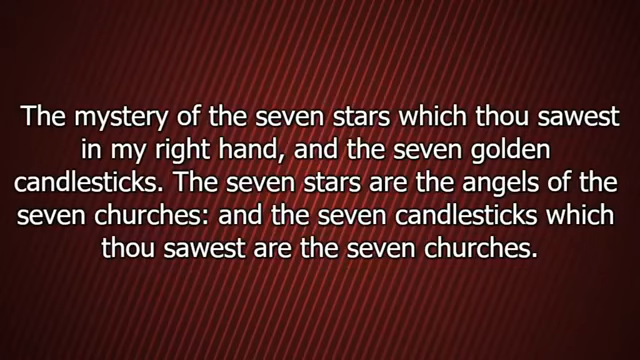 The mystery of the seven stars which thou sawest
in my right hand, and the seven golden
candlesticks. The seven stars are the angels of the
seven churches: and the seven candlesticks which
thou sawest are the seven churches.